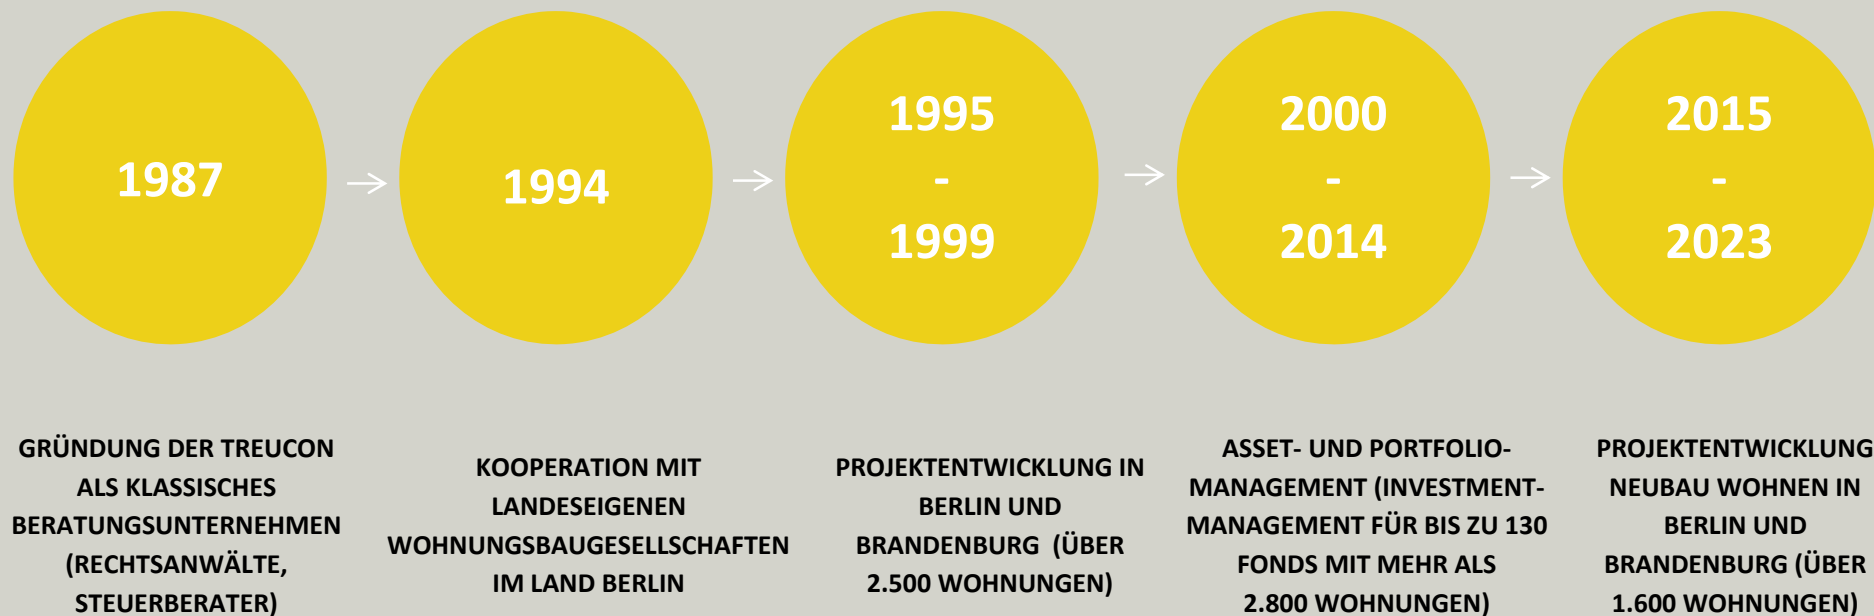 1987
1994
1995
-
1999
2000
-
2014
2015
-
2023
GRÜNDUNG DER TREUCON
ALS KLASSISCHES
BERATUNGSUNTERNEHMEN
(RECHTSANWÄLTE,
STEUERBERATER)
KOOPERATION MIT
LANDESEIGENEN
WOHNUNGSBAUGESELLSCHAFTEN
IM LAND BERLIN
PROJEKTENTWICKLUNG IN
BERLIN UND
BRANDENBURG (ÜBER
2.500 WOHNUNGEN)
ASSET- UND PORTFOLIO-
MANAGEMENT (INVESTMENT-
MANAGEMENT FÜR BIS ZU 130
FONDS MIT MEHR ALS
2.800 WOHNUNGEN)
PROJEKTENTWICKLUNG
NEUBAU WOHNEN IN
BERLIN UND
BRANDENBURG (ÜBER
1.600 WOHNUNGEN)